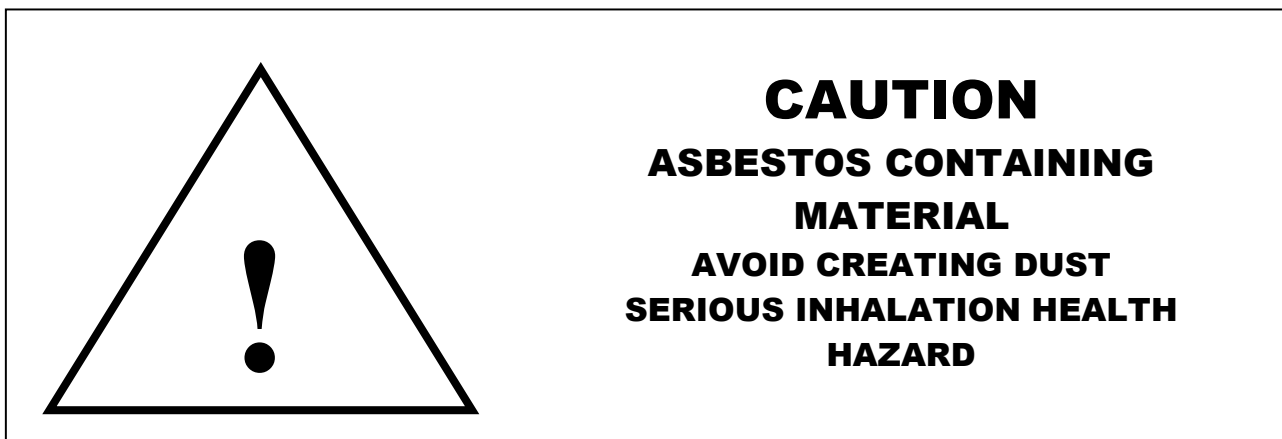 !
CAUTION
ASBESTOS CONTAINING
MATERIAL
AVOID CREATING DUST
SERIOUS INHALATION HEALTH
HAZARD